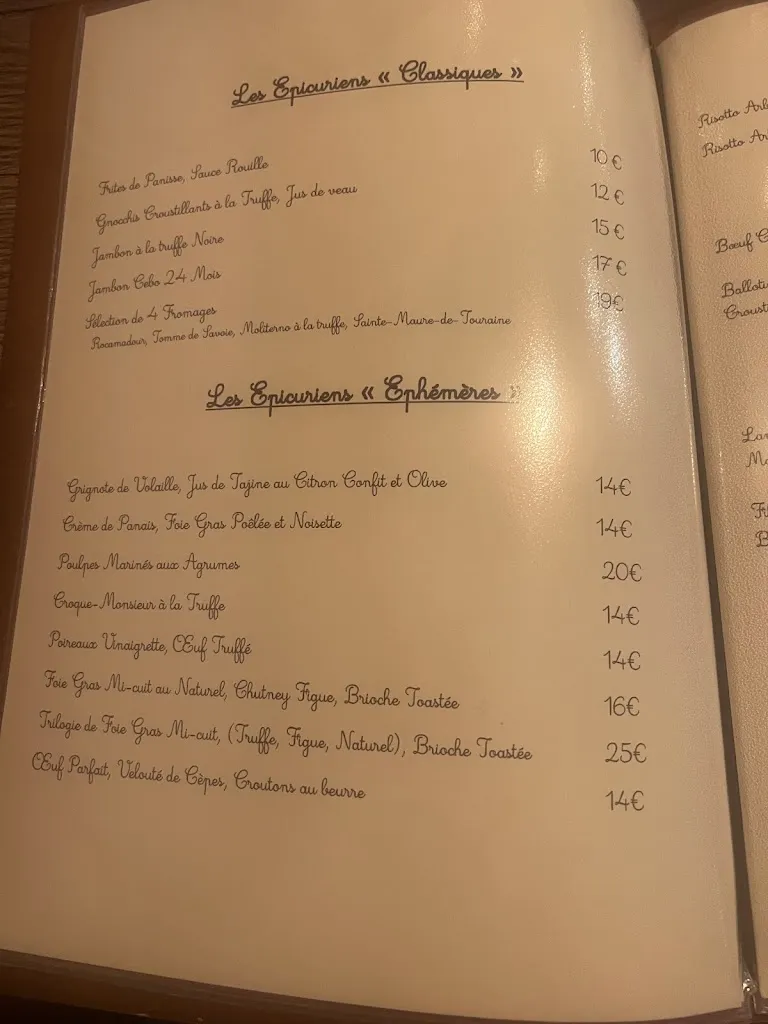 Les Epicuriens « Classiques »
Frites de Panisse, Sauce Rouille 10 €
Gnocchis Croustillants à la Truffe, Jus de veau 12 €
Jambon à la truffe Noire 15 €
Jambon Cebo 24 Mois 17 €
Sélection de 4 Fromages 19€
Rocamadour, Tomme de Savoie, Moliterno à la truffe, Sainte-Maure-de-Touraine
Les Epicuriens « Ephémères »
Grignote de Volaille, Jus de Tajine au Citron Confit et Olive 14€
Crème de Panais, Foie Gras Poêlée et Noisette 14€
Poulpes Marinés aux Agrumes 20€
Croque-Monsieur à la Truffe 14€
Poireaux Vinaigrette, Œuf Truffé 14€
Foie Gras Mi-cuit au Naturel, Chutney Figue, Brioche Toastée 16€
Trilogie de Foie Gras Mi-cuit, (Truffe, Figue, Naturel), Brioche Toastée 25€
Œuf Parfait, Velouté de Cèpes, Croutons au beurre 14€
Risotto
Risotto
Boeuf